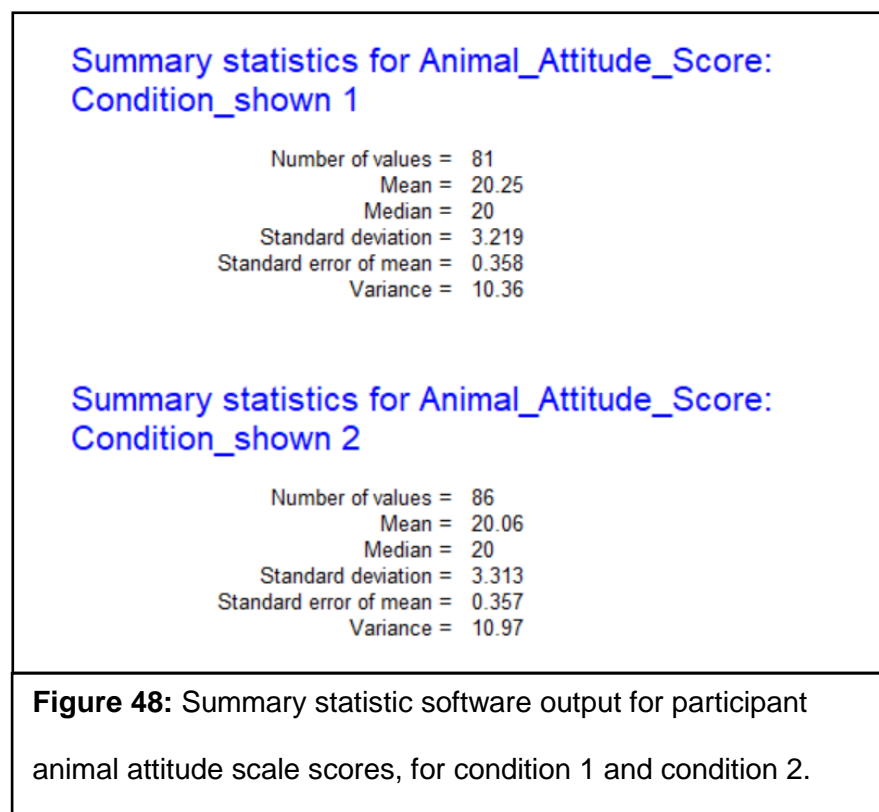 Summary statistics for Animal_Attitude_Score:
Condition_shown 1
Number of values = 81
Mean = 20.25
Median = 20
Standard deviation = 3.219
Standard error of mean = 0.358
Variance = 10.36
Summary statistics for Animal_Attitude_Score:
Condition_shown 2
Number of values = 86
Mean = 20.06
Median = 20
Standard deviation = 3.313
Standard error of mean = 0.357
Variance = 10.97
Figure 48: Summary statistic software output for participant
animal attitude scale scores, for condition 1 and condition 2.